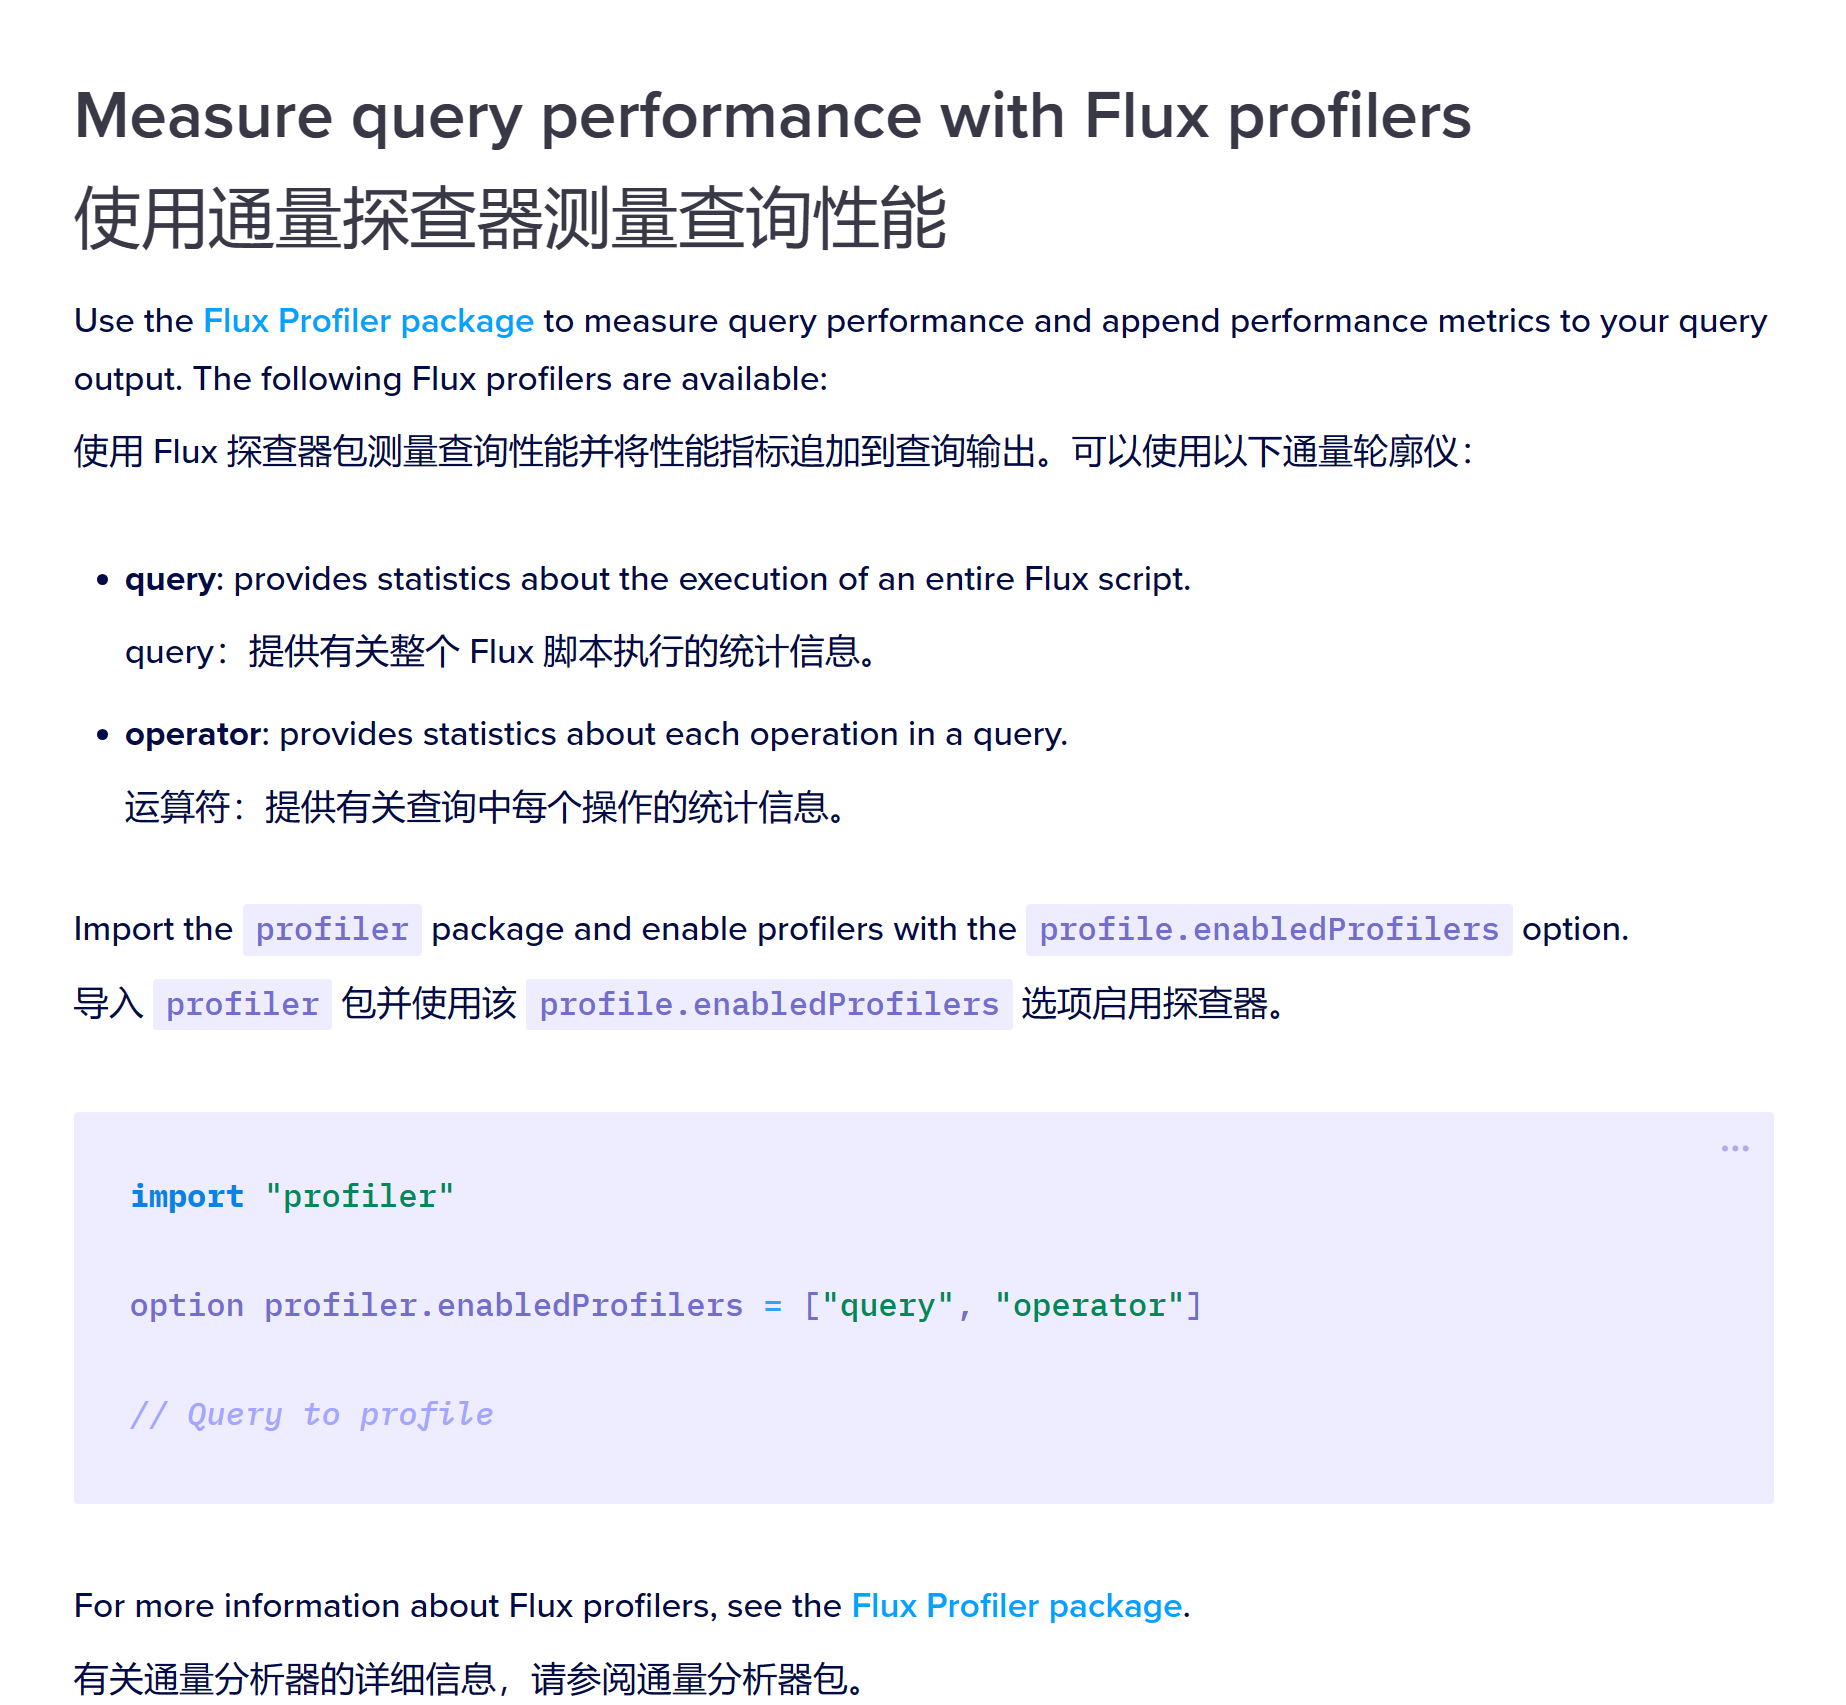 Measure query performance with Flux profilers
使用通量探查器测量查询性能
Use the Flux Profiler package to measure query performance and append performance metrics to your query
output. The following Flux profilers are available:
使用 Flux 探查器包测量查询性能并将性能指标追加到查询输出。可以使用以下通量轮廓仪：
• query: provides statistics about the execution of an entire Flux script.
query：提供有关整个 Flux 脚本执行的统计信息。
• operator: provides statistics about each operation in a query.
运算符：提供有关查询中每个操作的统计信息。
Import the profiler package and enable profilers with the profile.enabledProfilers option.
导入 profiler 包并使用该 profile.enabledProfilers 选项启用探查器。
import "profiler"
option profiler.enabledProfilers = ["query", "operator"]
// Query to profile
For more information about Flux profilers, see the Flux Profiler package.
有关通量分析器的详细信息，请参阅通量分析器包。